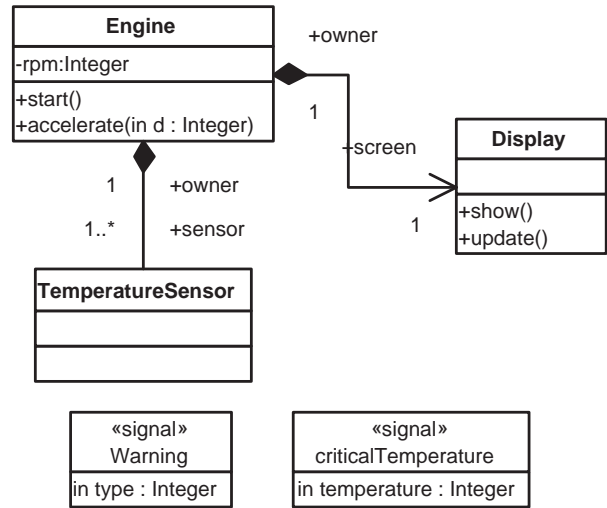 Engine
-rpm:Integer
+start()
+accelerate(in d : Integer)
+owner
1
+screen
1
Display
+show()
+update()
1
+owner
1..*
+sensor
TemperatureSensor
«signal»
Warning
in type : Integer
«signal»
criticalTemperature
in temperature : Integer